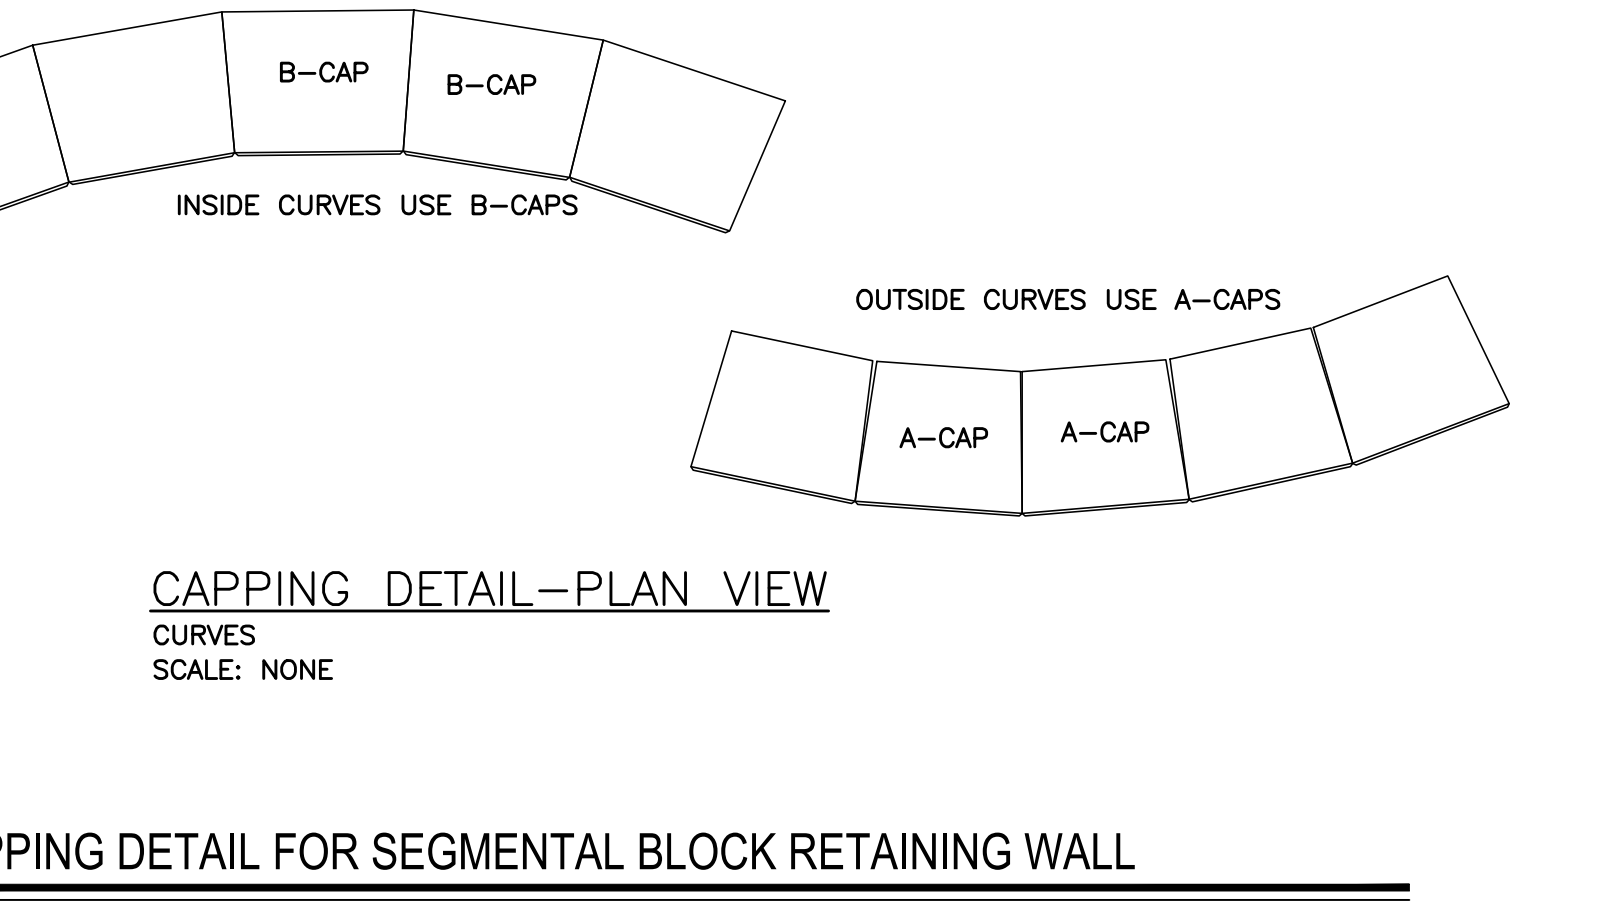 B-CAP
B-CAP
INSIDE CURVES USE B-CAPS
OUTSIDE CURVES USE A-CAPS
A-CAP
A-CAP
CAPPING DETAIL-PLAN VIEW
CURVES
SCALE: NONE
DETAIL FOR SEGMENTAL BLOCK RETAINING WALL